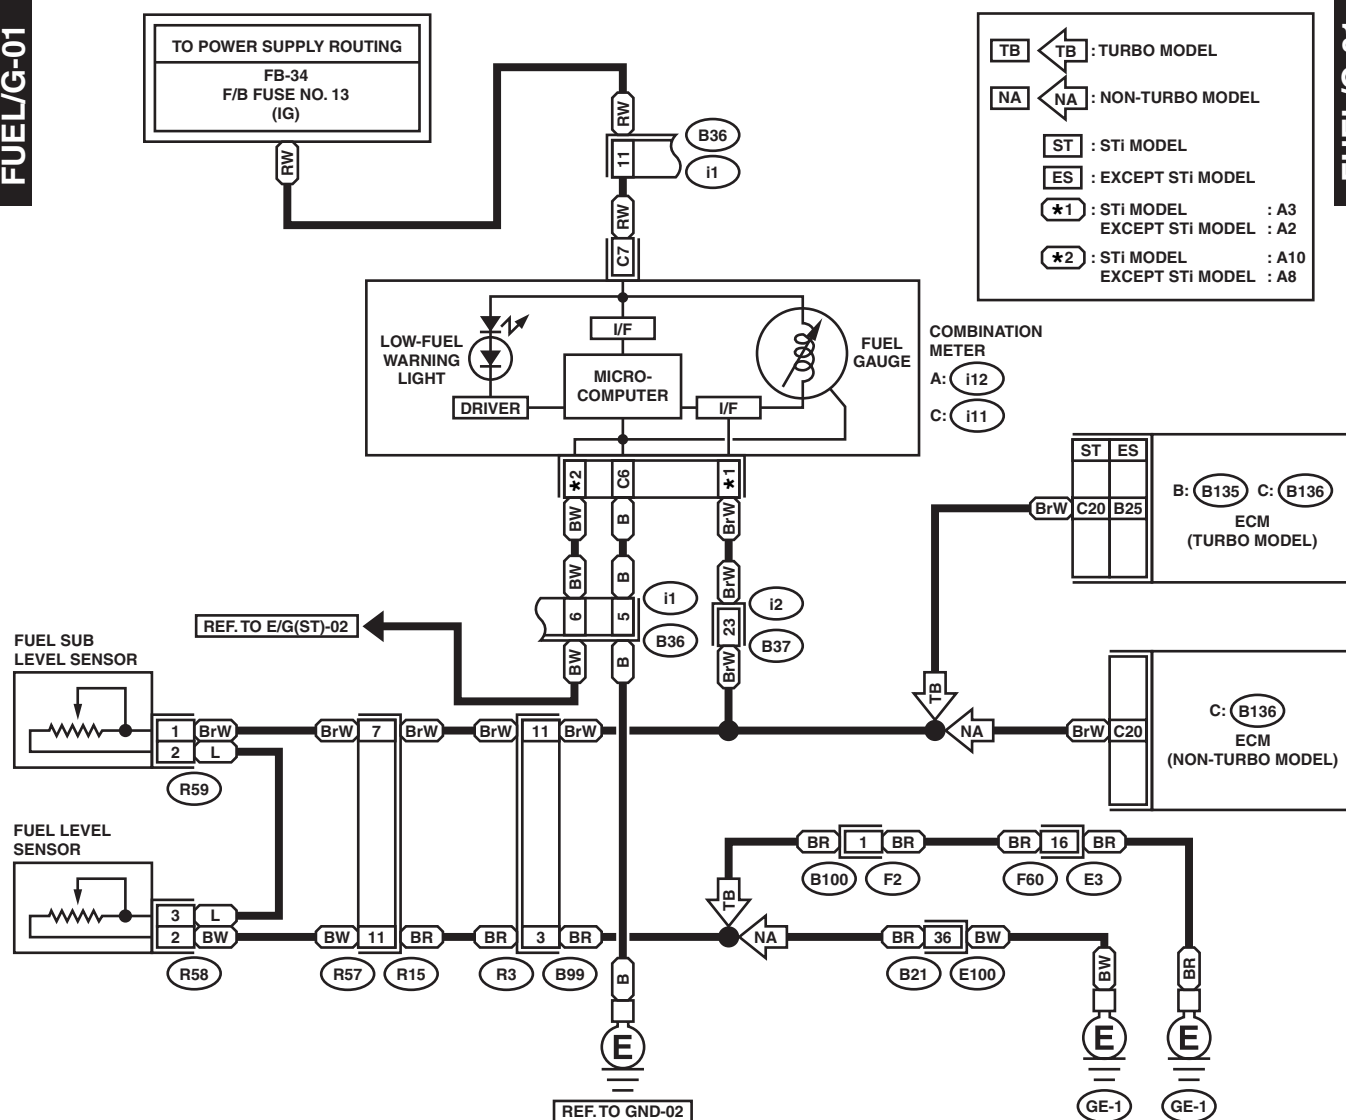 FUEL/G-01
TO POWER SUPPLY ROUTING
FB-34
F/B FUSE NO. 13
(IG)
RW
RW
11
B36
i1
RW
C7
TB TB : TURBO MODEL
NA NA : NON-TURBO MODEL
ST : STi MODEL
ES : EXCEPT STi MODEL
*1 : STi MODEL : A3
EXCEPT STi MODEL : A2
*2 : STi MODEL : A10
EXCEPT STi MODEL : A8
LOW-FUEL
WARNING
LIGHT
I/F
MICRO-
COMPUTER
DRIVER
I/F
FUEL
GAUGE
COMBINATION
METER
A: i12
C: i11
*2 C6 *1
BW B BrW
BW B BrW
6 5 23
i1
B36
i2
B37
BW B BrW
REF. TO E/G(ST)-02
ST ES
BrW C20 B25
B: B135 C: B136
ECM
(TURBO MODEL)
TB
NA
BrW C20
C: B136
ECM
(NON-TURBO MODEL)
FUEL SUB
LEVEL SENSOR
1 BrW BrW 7 BrW BrW 11 BrW
2 L
R59
FUEL LEVEL
SENSOR
3 L
2 BW BW 11 BR BR 3 BR
R58 R57 R15 R3 B99
TB
BR 1 BR BR 16 BR
B100 F2 F60 E3
NA
BR 36 BW
B21 E100
B
E
REF. TO GND-02
BW
E
GE-1
BR
E
GE-1